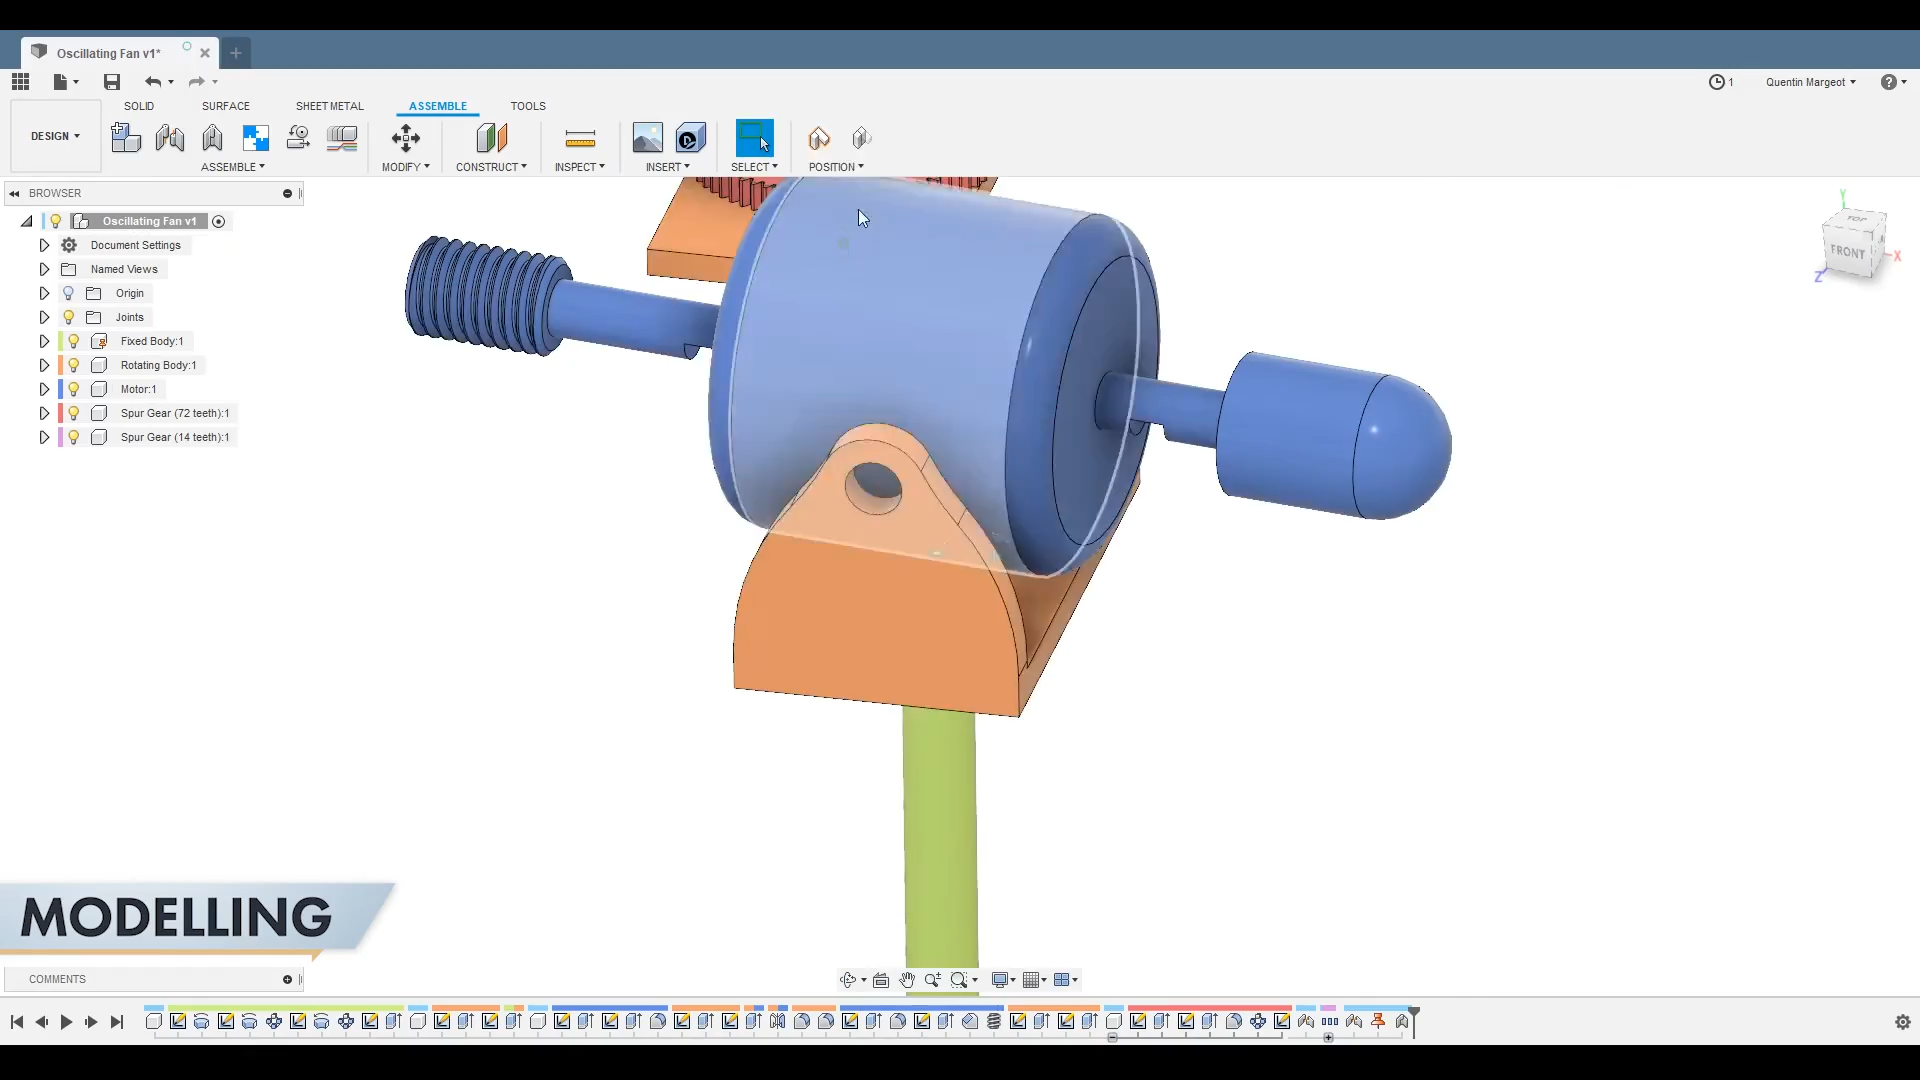 Oscillating Fan v1*
1
Quentin Margeot
SOLID SURFACE SHEET METAL ASSEMBLE TOOLS
DESIGN
ASSEMBLE MODIFY CONSTRUCT INSPECT INSERT SELECT POSITION
BROWSER
Oscillating Fan v1
Document Settings
Named Views
Origin
Joints
Fixed Body:1
Rotating Body:1
Motor:1
Spur Gear (72 teeth):1
Spur Gear (14 teeth):1
Y
TOP
FRONT
X
Z
MODELLING
COMMENTS